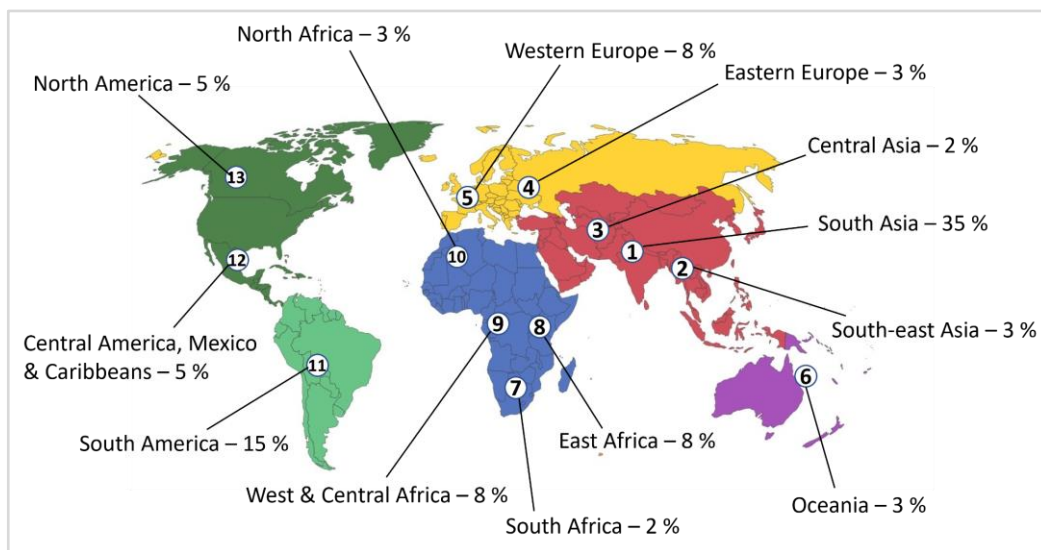 North Africa – 3 %
Western Europe – 8 %
Eastern Europe – 3 %
North America – 5 %
Central Asia – 2 %
13
4
5
South Asia – 35 %
3
1
10
12
2
9
8
South-east Asia – 3 %
Central America, Mexico
& Caribbeans – 5 %
11
6
7
South America – 15 %
East Africa – 8 %
West & Central Africa – 8 %
Oceania – 3 %
South Africa – 2 %